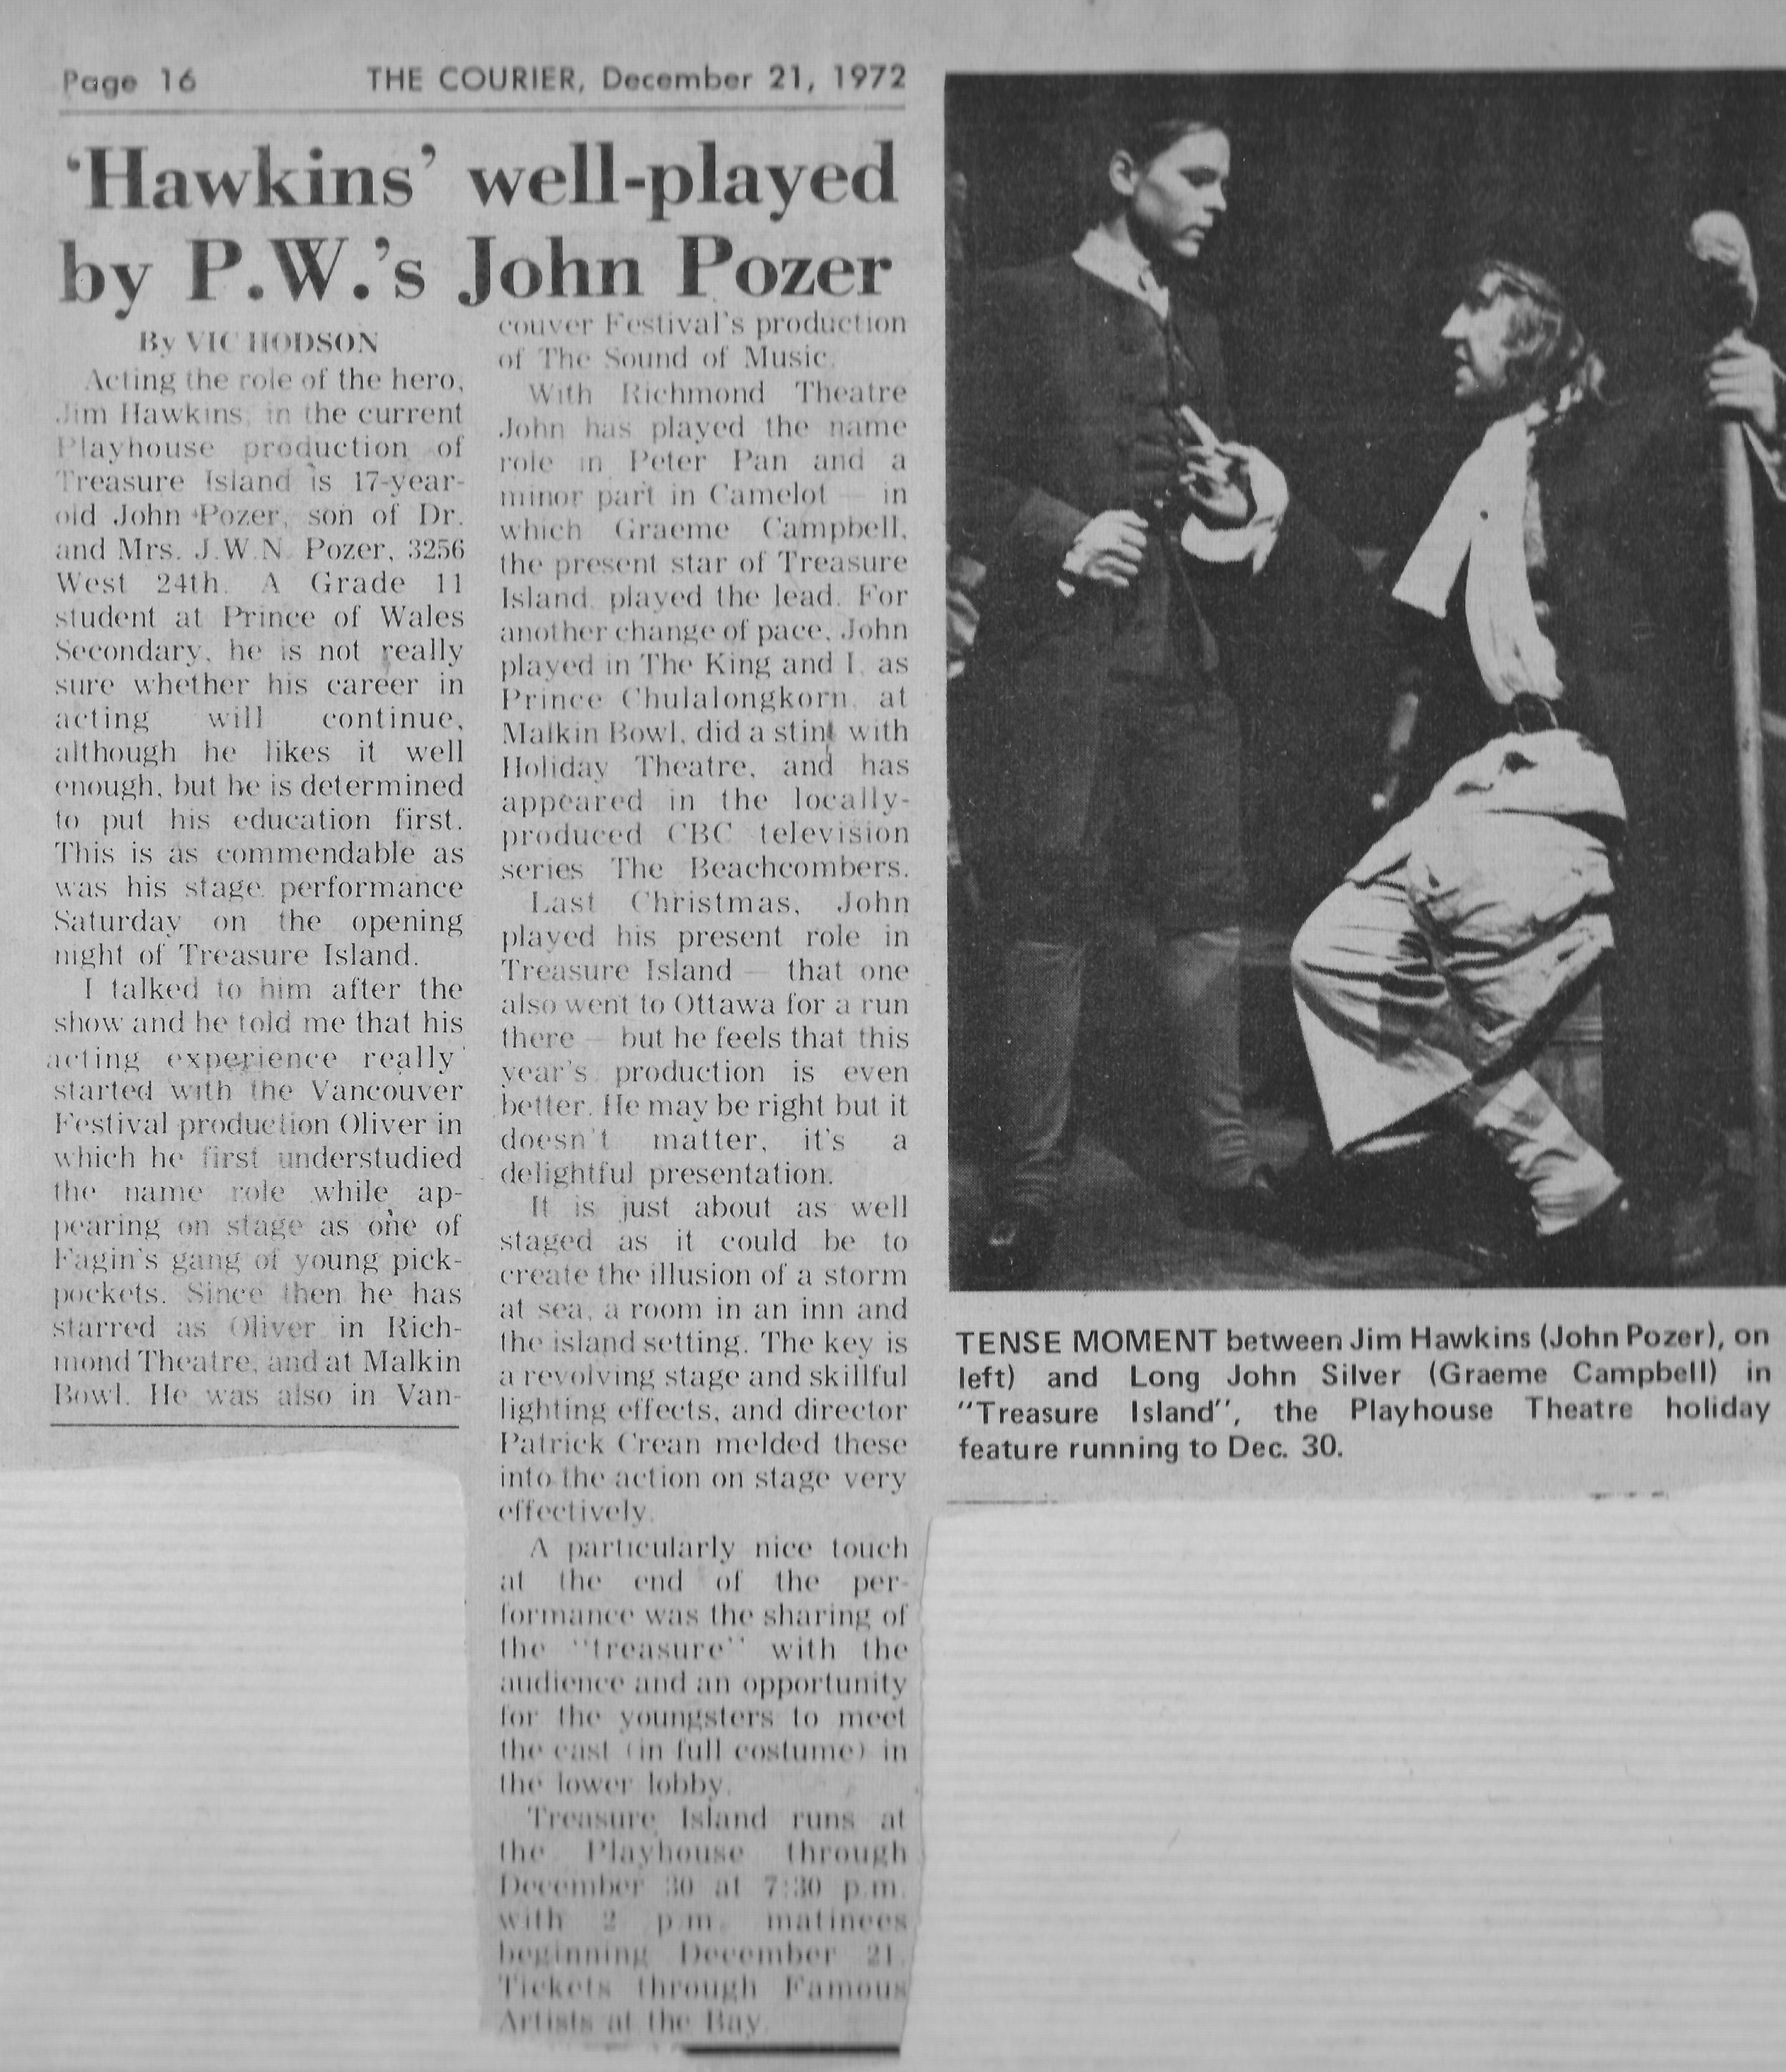 Page 16
THE COURIER, December 21, 1972
‘Hawkins’ well-played
by P.W.’s John Pozer
By VIC HODSON
Acting the role of the hero,
Jim Hawkins, in the current
Playhouse production of
Treasure Island is 17-year-
old John Pozer, son of Dr.
and Mrs. J.W.N. Pozer, 3256
West 24th. A Grade 11
student at Prince of Wales
Secondary, he is not really
sure whether his career in
acting will continue,
although he likes it well
enough, but he is determined
to put his education first.
This is as commendable as
was his stage performance
Saturday on the opening
night of Treasure Island.
I talked to him after the
show and he told me that his
acting experience really
started with the Vancouver
Festival production Oliver in
which he first understudied
the name role while ap-
pearing on stage as one of
Fagin's gang of young pick-
pockets. Since then he has
starred as Oliver in Rich-
mond Theatre, and at Malkin
Bowl. He was also in Van-
couver Festival's production
of The Sound of Music.
With Richmond Theatre
John has played the name
role in Peter Pan and a
minor part in Camelot — in
which Graeme Campbell,
the present star of Treasure
Island, played the lead. For
another change of pace, John
played in The King and I, as
Prince Chulalongkorn, at
Malkin Bowl, did a stint with
Holiday Theatre, and has
appeared in the locally-
produced CBC television
series The Beachcombers.
Last Christmas, John
played his present role in
Treasure Island — that one
also went to Ottawa for a run
there — but he feels that this
year's production is even
better. He may be right but it
doesn't matter, it's a
delightful presentation.
It is just about as well
staged as it could be to
create the illusion of a storm
at sea, a room in an inn and
the island setting. The key is
a revolving stage and skillful
lighting effects, and director
Patrick Crean melded these
into the action on stage very
effectively.
A particularly nice touch
at the end of the per-
formance was the sharing of
the "treasure" with the
audience and an opportunity
for the youngsters to meet
the cast (in full costume) in
the lower lobby.
Treasure Island runs at
the Playhouse through
December 30 at 7:30 p.m.
with 2 p.m. matinees
beginning December 21.
Tickets through Famous
Artists at the Bay.
TENSE MOMENT between Jim Hawkins (John Pozer), on
left) and Long John Silver (Graeme Campbell) in
"Treasure Island", the Playhouse Theatre holiday
feature running to Dec. 30.